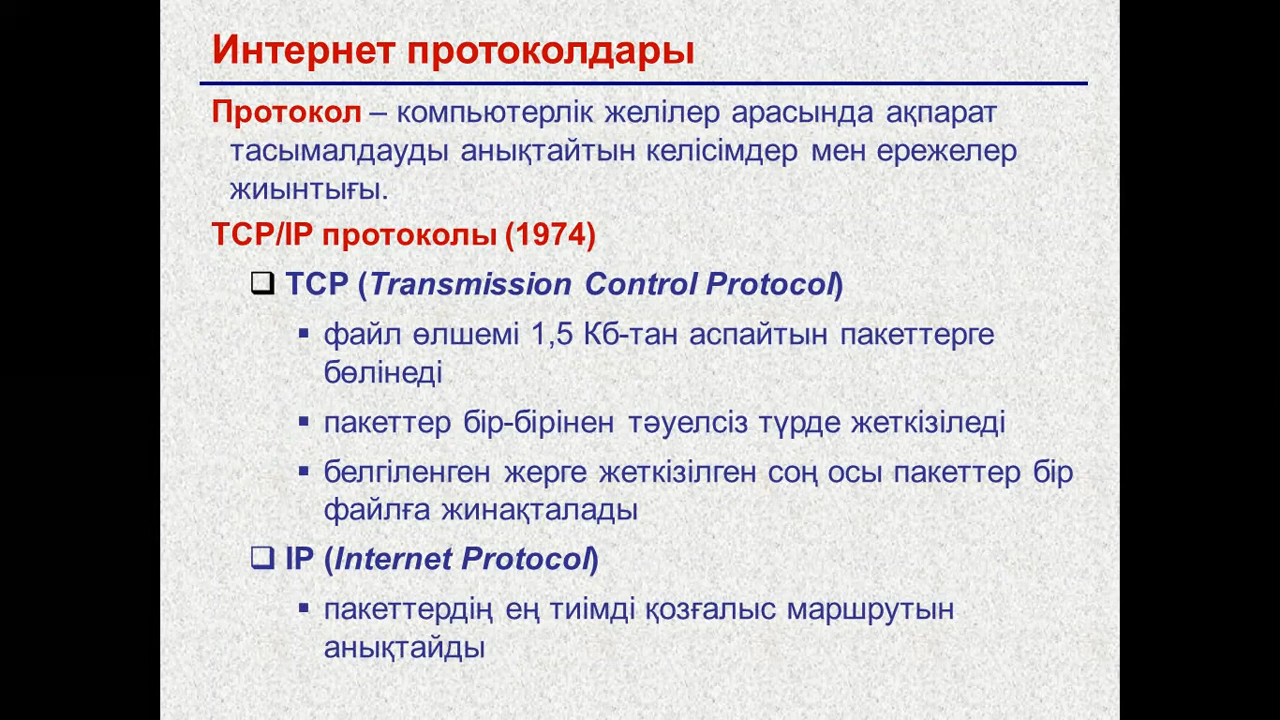 Интернет протоколдары
Протокол – компьютерлік желілер арасында ақпарат
тасымалдауды анықтайтын келісімдер мен ережелер
жиынтығы.
TCP/IP протоколы (1974)
❑ TCP (Transmission Control Protocol)
▪ файл өлшемі 1,5 Кб-тан аспайтын пакеттерге
бөлінеді
▪ пакеттер бір-бірінен тәуелсіз түрде жеткізіледі
▪ белгіленген жерге жеткізілген соң осы пакеттер бір
файлға жинақталады
❑ IP (Internet Protocol)
▪ пакеттердің ең тиімді қозғалыс маршрутын
анықтайды